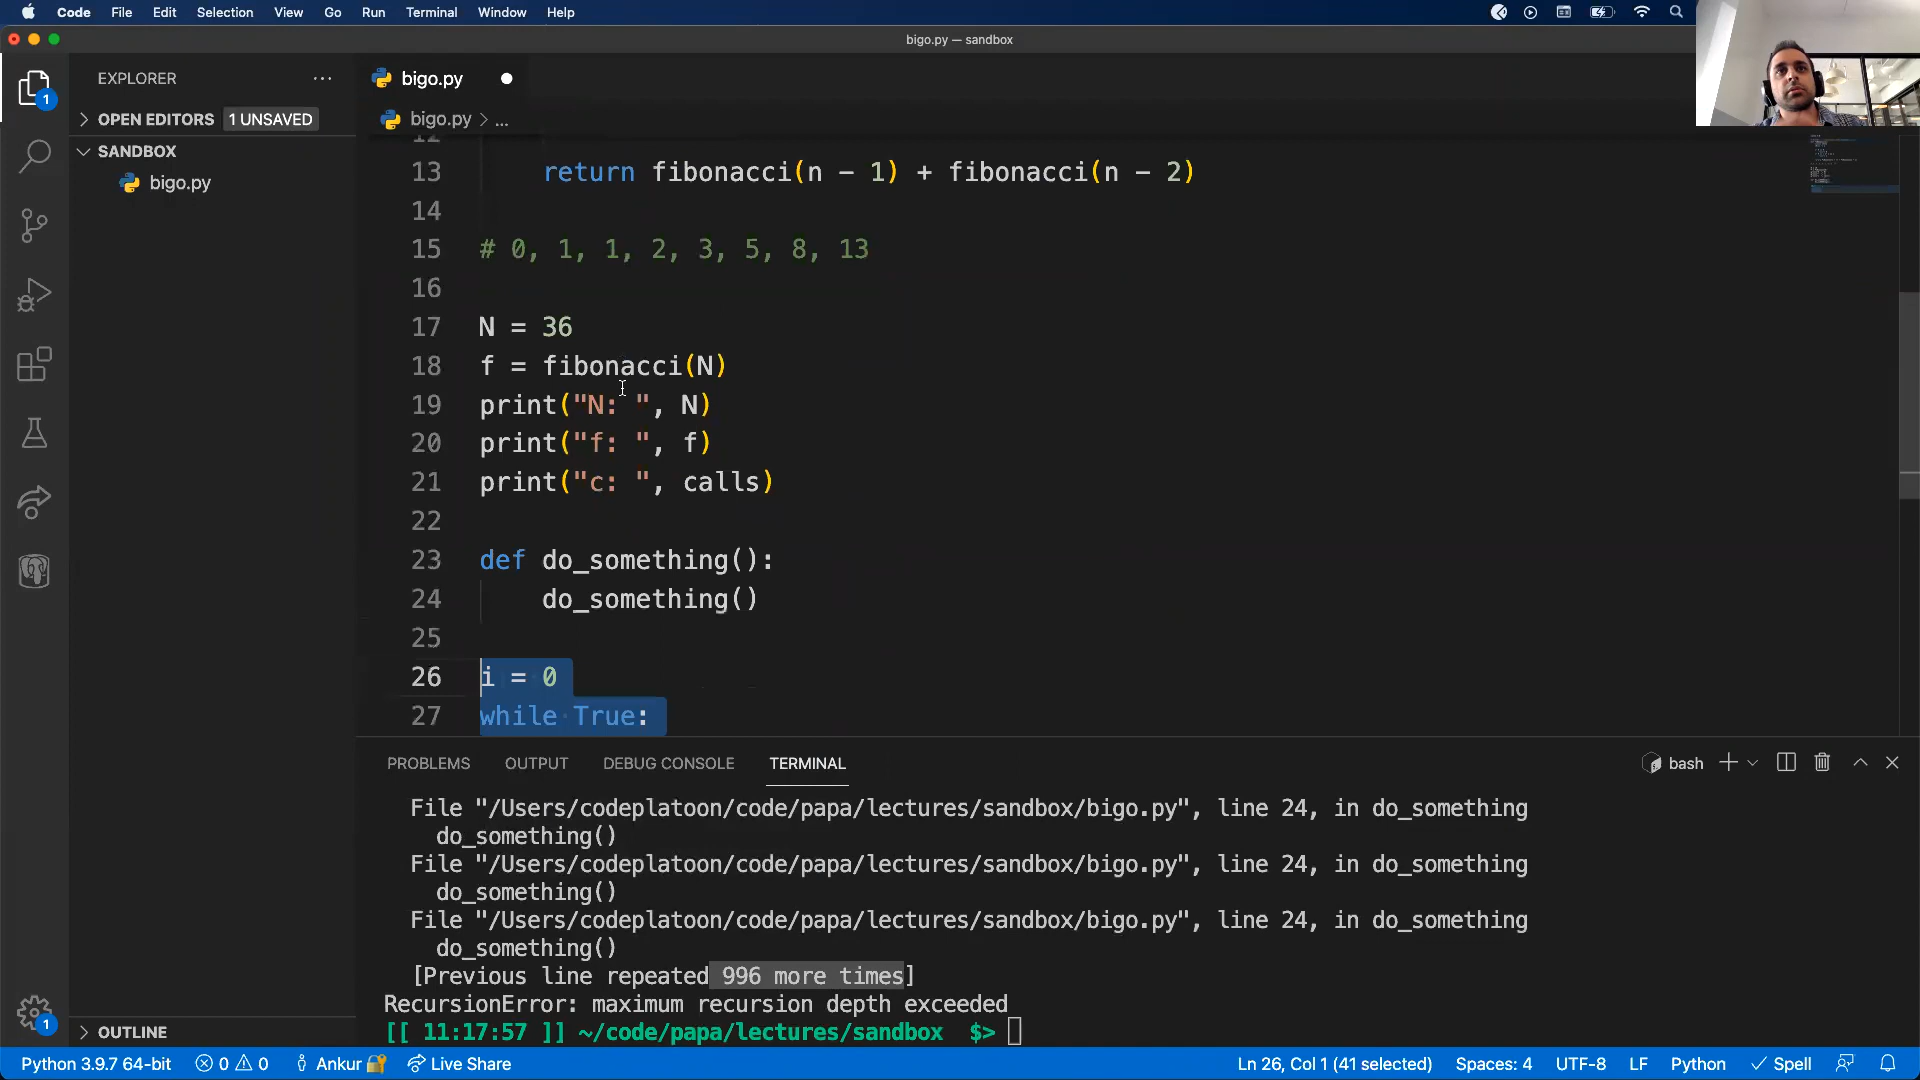 Code File Edit Selection View Go Run Terminal Window Help
bigo.py — sandbox
EXPLORER
bigo.py
OPEN EDITORS 1 UNSAVED
bigo.py > ...
SANDBOX
bigo.py
1
13 return fibonacci(n - 1) + fibonacci(n - 2)
14
15 # 0, 1, 1, 2, 3, 5, 8, 13
16
17 N = 36
18 f = fibonacci(N)
19 print("N: ", N)
20 print("f: ", f)
21 print("c: ", calls)
22
23 def do_something():
24 do_something()
25
26 i = 0
27 while True:
PROBLEMS OUTPUT DEBUG CONSOLE TERMINAL
bash
File "/Users/codeplatoon/code/papa/lectures/sandbox/bigo.py", line 24, in do_something
do_something()
File "/Users/codeplatoon/code/papa/lectures/sandbox/bigo.py", line 24, in do_something
do_something()
File "/Users/codeplatoon/code/papa/lectures/sandbox/bigo.py", line 24, in do_something
do_something()
[Previous line repeated 996 more times]
RecursionError: maximum recursion depth exceeded
[[ 11:17:57 ]] ~/code/papa/lectures/sandbox $>
1
OUTLINE
Python 3.9.7 64-bit 0 0 Ankur Live Share Ln 26, Col 1 (41 selected) Spaces: 4 UTF-8 LF Python Spell